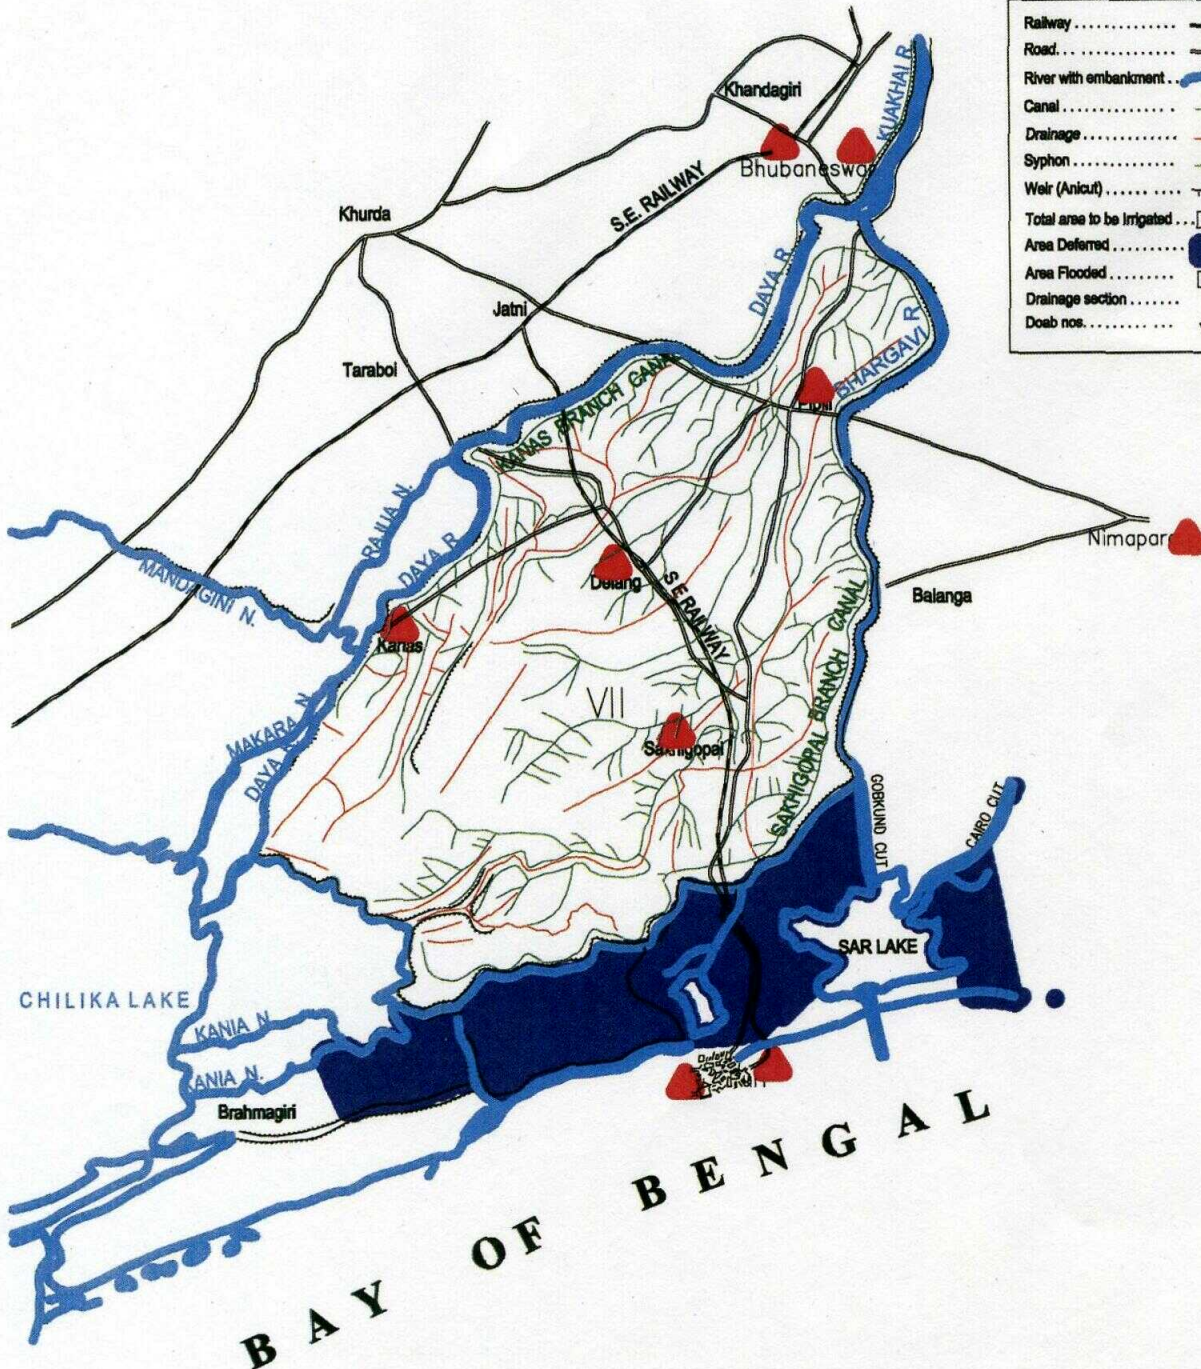 Railway ..............
Road... ..............
River with embankment ..
Canal ............... .
Drainage .............
Syphon ..............
Weir (Anicut) ...... ....
Total area to be Irrigated ...
Area Deferred ..........
Area Flooded .........
Drainage section .......
Doab nos......... ...
KUAKHAI R
Khandagiri
Bhubaneswa
S.E. RAILWAY
Khurda
DAYA R.
Jatni
BHARGAVI R
Taraboi
KANAS BRANCH CANAL
Pipili
RAJUA N.
Nimapar
DAYA R
MANDAGINI N.
Delang
S.E RAILWAY
Balanga
Kanas
SAKHIGOPAL BRANCH CANAL
VII
MAKARA N
Sakhigopal
DAYA R
GOBKUND CUT
CAIRO CUT
SAR LAKE
CHILIKA LAKE
KANIA N
KANIA N.
Brahmagiri
BAY OF BENGAL